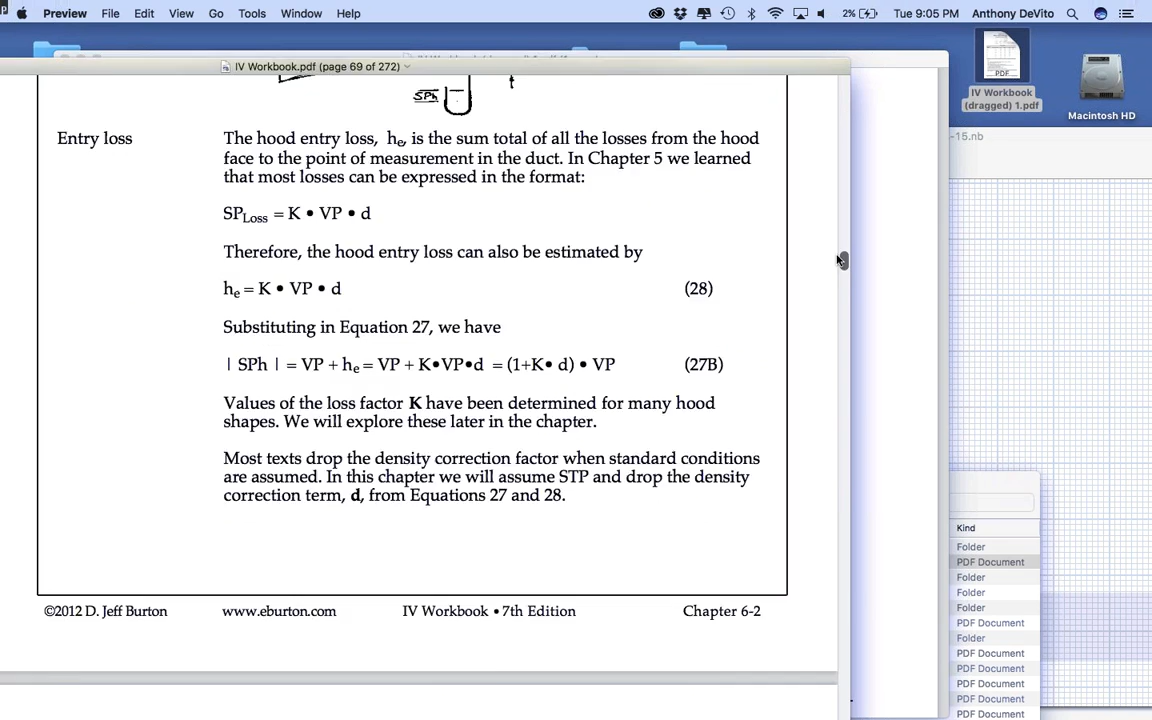 Preview File Edit View Go Tools Window Help 2% Tue 9:05 PM Anthony DeVito
IV Workbook.pdf (page 69 of 272)
PDF
IV Workbook
(dragged) 1.pdf
Macintosh HD
-15.nb
SPh
Entry loss
The hood entry loss, he, is the sum total of all the losses from the hood
face to the point of measurement in the duct. In Chapter 5 we learned
that most losses can be expressed in the format:
SPLoss = K • VP • d
Therefore, the hood entry loss can also be estimated by
he = K • VP • d (28)
Substituting in Equation 27, we have
| SPh | = VP + he = VP + K•VP•d = (1+K• d) • VP (27B)
Values of the loss factor K have been determined for many hood
shapes. We will explore these later in the chapter.
Most texts drop the density correction factor when standard conditions
are assumed. In this chapter we will assume STP and drop the density
correction term, d, from Equations 27 and 28.
©2012 D. Jeff Burton www.eburton.com IV Workbook • 7th Edition Chapter 6-2
Kind
Folder
PDF Document
Folder
Folder
Folder
PDF Document
Folder
PDF Document
PDF Document
PDF Document
PDF Document
PDF Document